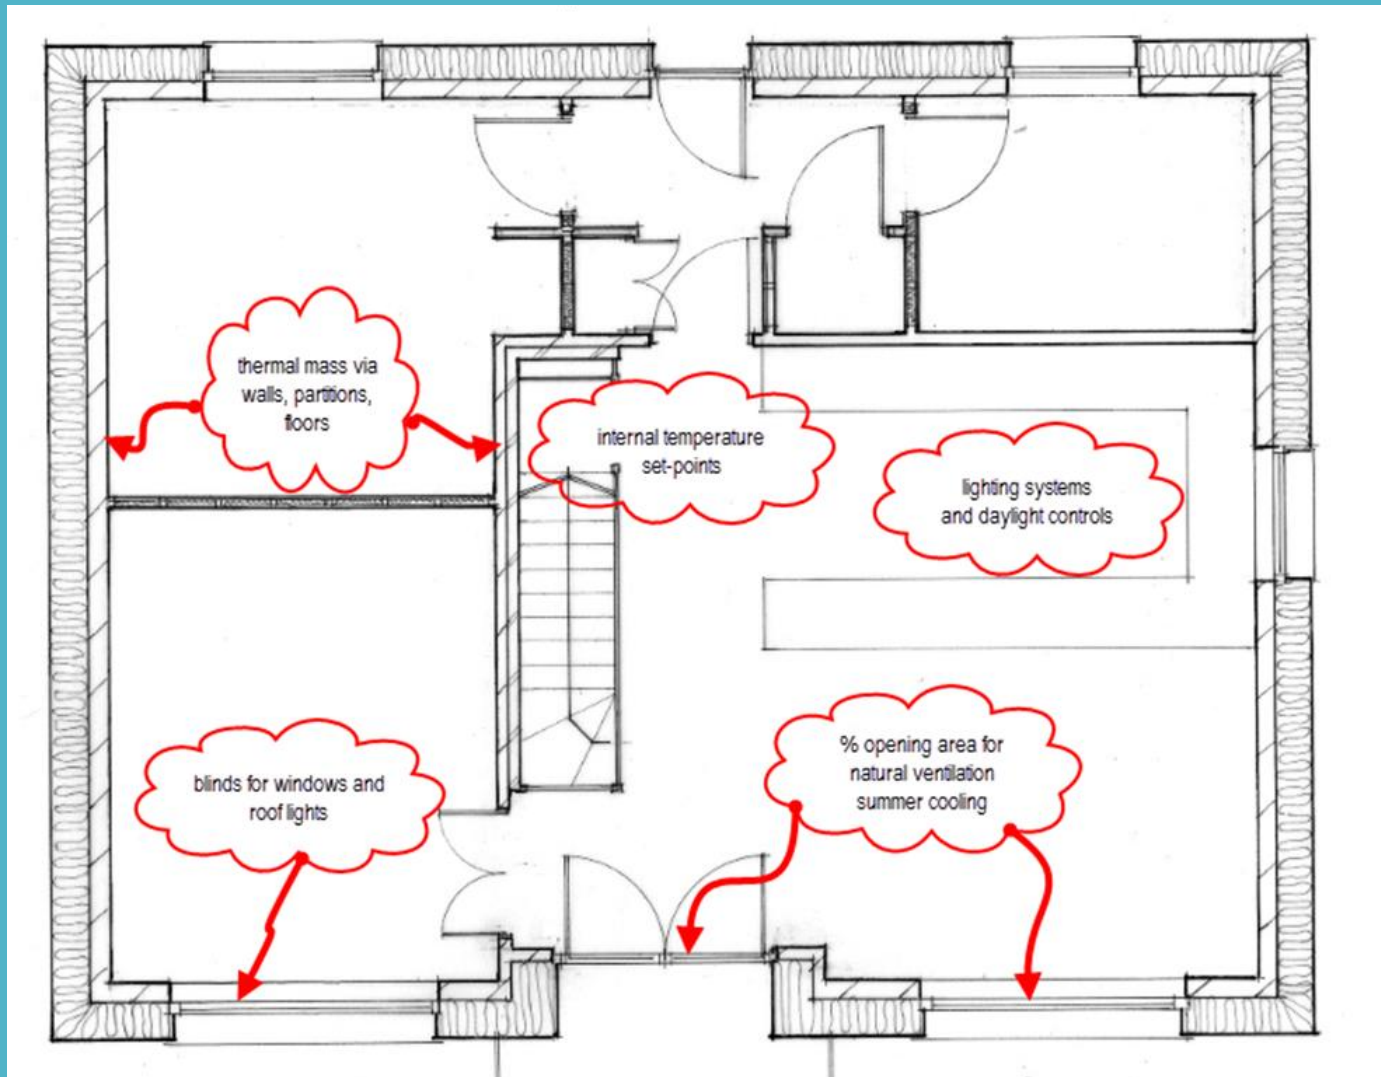 thermal mass via
walls, partitions,
floors
internal temperature
set-points
lighting systems
and daylight controls
blinds for windows and
roof lights
% opening area for
natural ventilation
summer cooling